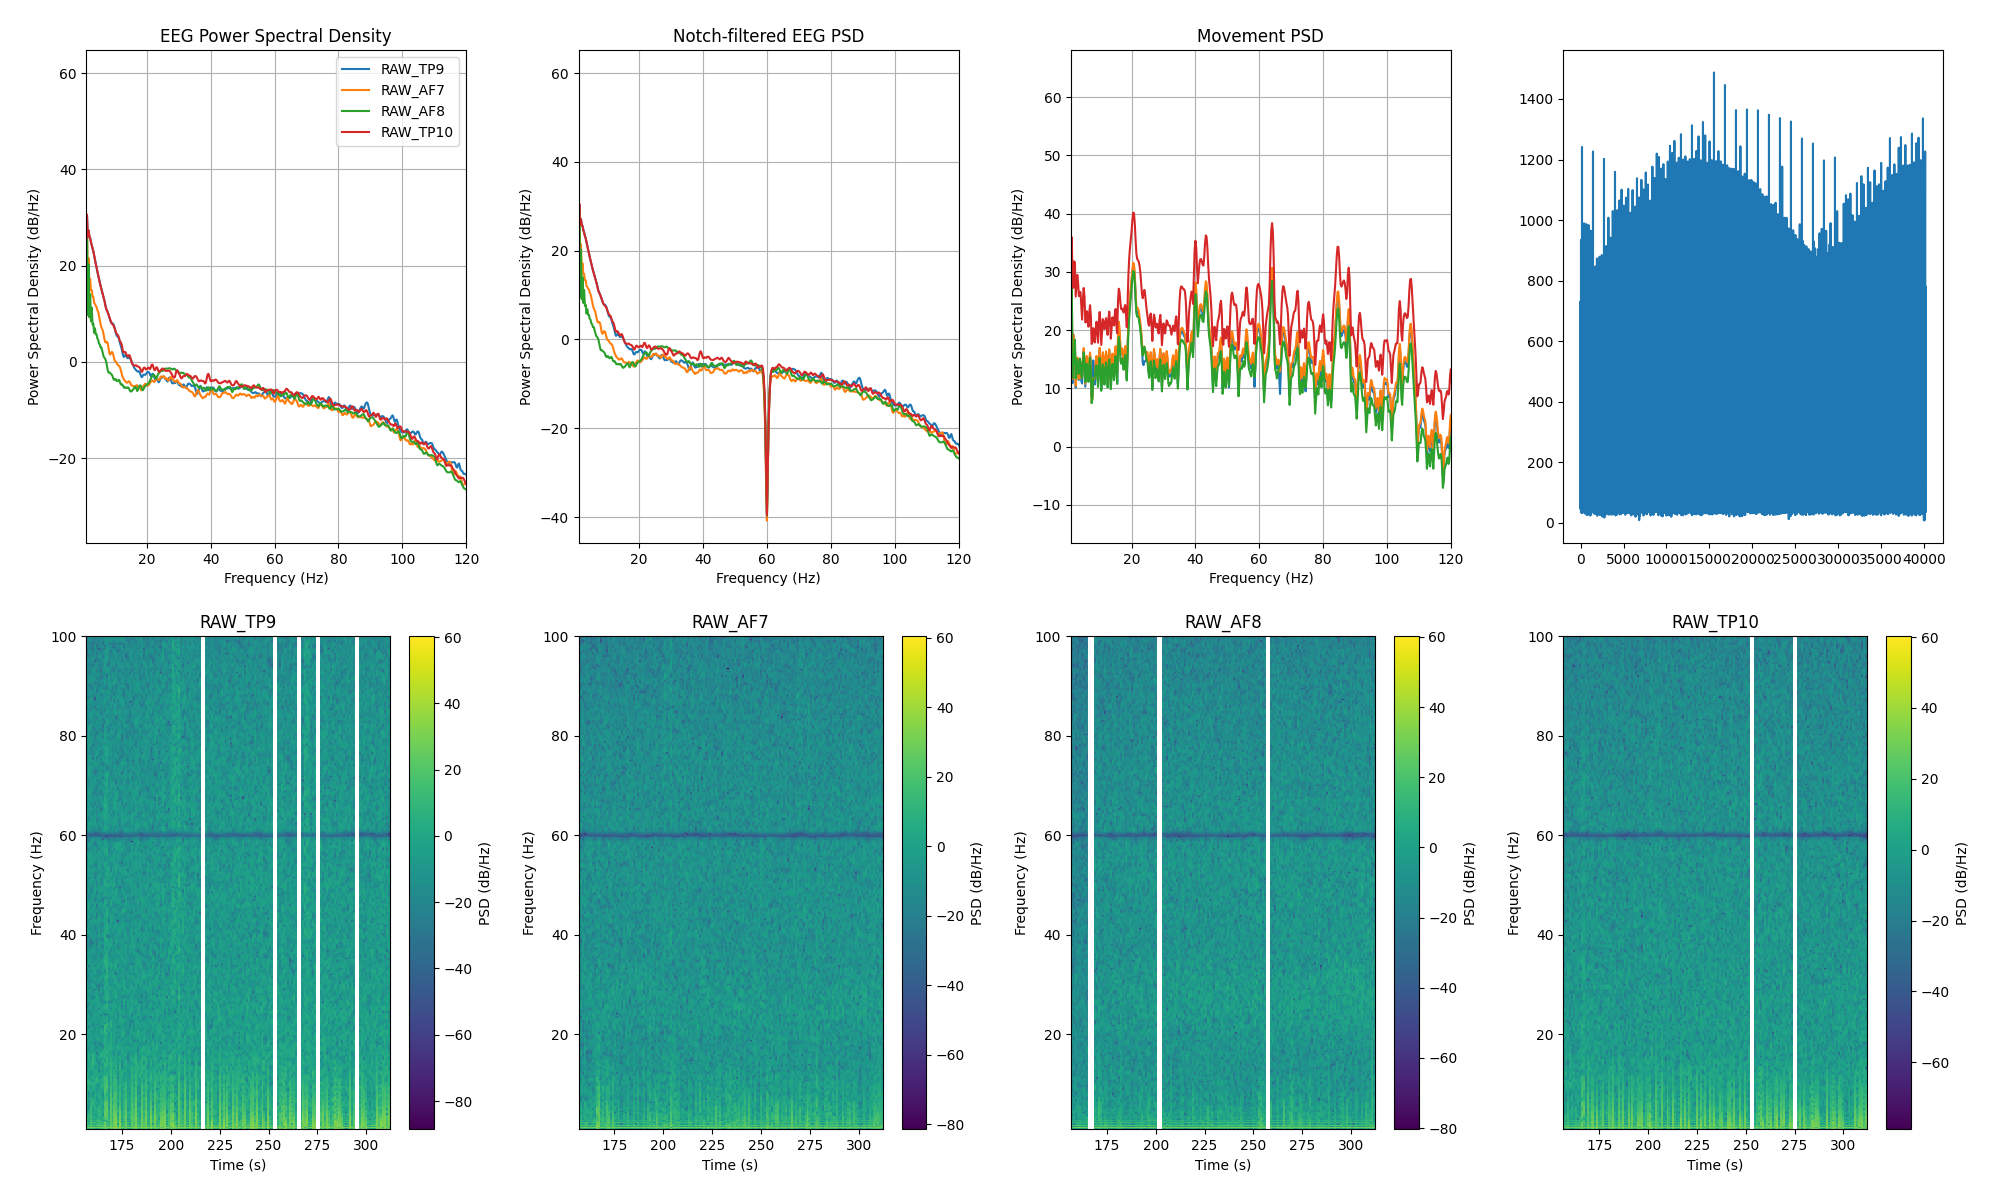 EEG Power Spectral Density
Power Spectral Density (dB/Hz)
60
40
20
0
−20
RAW_TP9
RAW_AF7
RAW_AF8
RAW_TP10
20 40 60 80 100 120
Frequency (Hz)
Notch-filtered EEG PSD
Power Spectral Density (dB/Hz)
60
40
20
0
−20
−40
20 40 60 80 100 120
Frequency (Hz)
Movement PSD
Power Spectral Density (dB/Hz)
60
50
40
30
20
10
0
−10
20 40 60 80 100 120
Frequency (Hz)
1400
1200
1000
800
600
400
200
0
0 5000 10000 15000 20000 25000 30000 35000 40000
RAW_TP9
Frequency (Hz)
100
80
60
40
20
175 200 225 250 275 300
Time (s)
60
40
20
0
−20
−40
−60
−80
PSD (dB/Hz)
RAW_AF7
Frequency (Hz)
100
80
60
40
20
175 200 225 250 275 300
Time (s)
60
40
20
0
−20
−40
−60
−80
PSD (dB/Hz)
RAW_AF8
Frequency (Hz)
100
80
60
40
20
175 200 225 250 275 300
Time (s)
60
40
20
0
−20
−40
−60
−80
PSD (dB/Hz)
RAW_TP10
Frequency (Hz)
100
80
60
40
20
175 200 225 250 275 300
Time (s)
60
40
20
0
−20
−40
−60
PSD (dB/Hz)